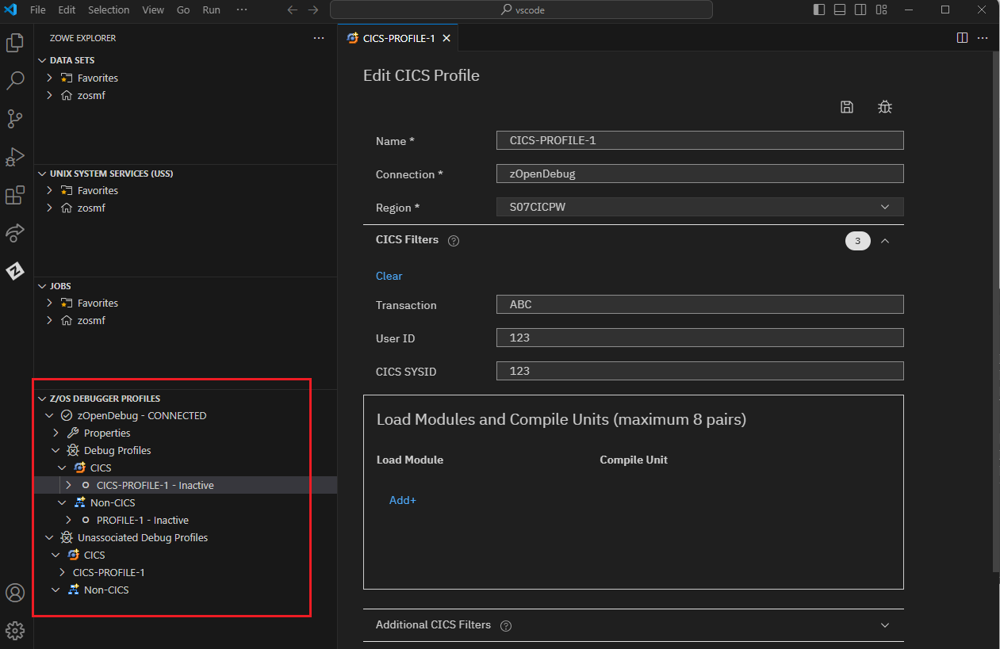 File Edit Selection View Go Run ··· vscode
ZOWE EXPLORER ···
DATA SETS
Favorites
zosmf
UNIX SYSTEM SERVICES (USS)
Favorites
zosmf
JOBS
Favorites
zosmf
Z/OS DEBUGGER PROFILES
zOpenDebug - CONNECTED
Properties
Debug Profiles
CICS
CICS-PROFILE-1 - Inactive
Non-CICS
PROFILE-1 - Inactive
Unassociated Debug Profiles
CICS
CICS-PROFILE-1
Non-CICS
CICS-PROFILE-1
Edit CICS Profile
Name * CICS-PROFILE-1
Connection * zOpenDebug
Region * S07CICPW
CICS Filters ? 3
Clear
Transaction ABC
User ID 123
CICS SYSID 123
Load Modules and Compile Units (maximum 8 pairs)
Load Module Compile Unit
Add+
Additional CICS Filters ?